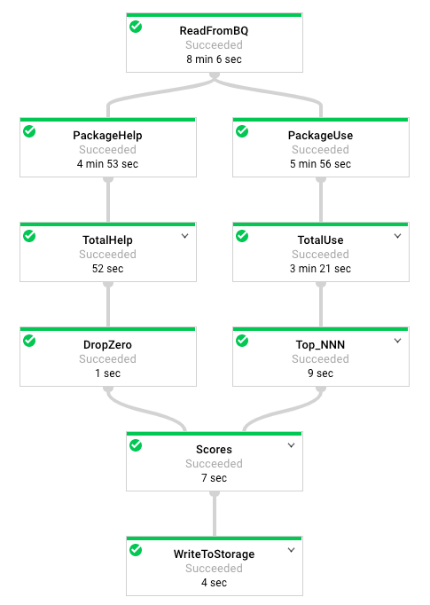 ReadFromBQ
Succeeded
8 min 6 sec
PackageHelp
Succeeded
4 min 53 sec
PackageUse
Succeeded
5 min 56 sec
TotalHelp
Succeeded
52 sec
TotalUse
Succeeded
3 min 21 sec
DropZero
Succeeded
1 sec
Top_NNN
Succeeded
9 sec
Scores
Succeeded
7 sec
WriteToStorage
Succeeded
4 sec